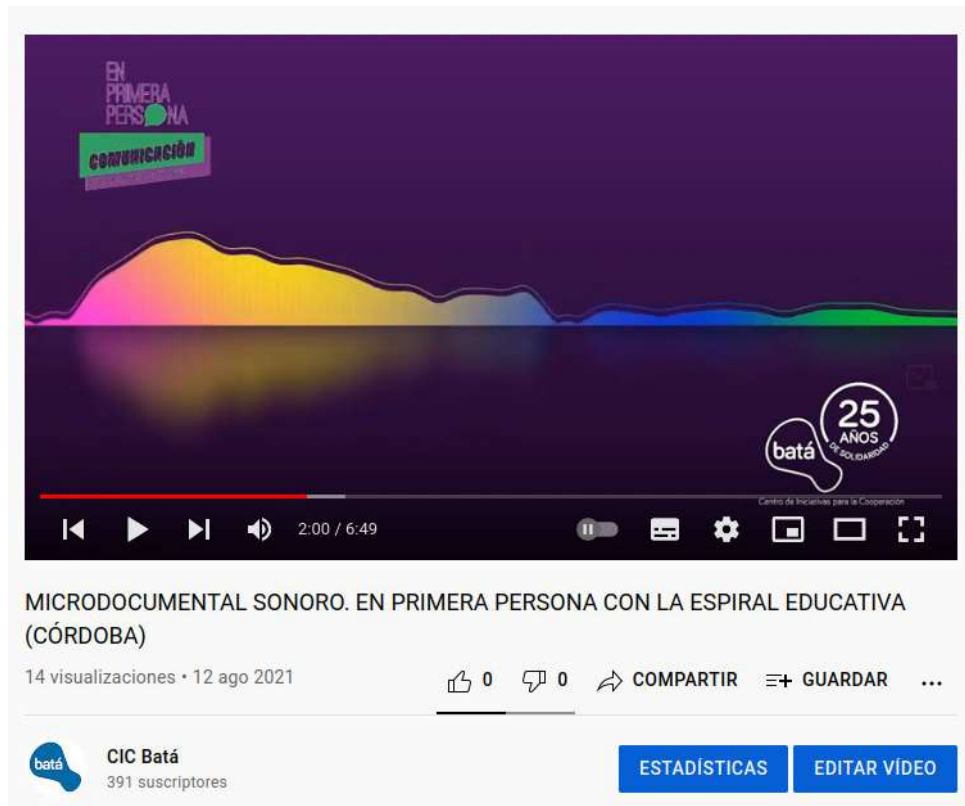 EN
PRIMERA
PERSONA
COMUNICACIÓN
25
AÑOS
DE SOLIDARIDAD
batá
Centro de Iniciativas para la Cooperación
2:00 / 6:49
MICRODOCUMENTAL SONORO. EN PRIMERA PERSONA CON LA ESPIRAL EDUCATIVA
(CÓRDOBA)
14 visualizaciones • 12 ago 2021
0
0
COMPARTIR
GUARDAR
batá
CIC Batá
391 suscriptores
ESTADÍSTICAS
EDITAR VÍDEO